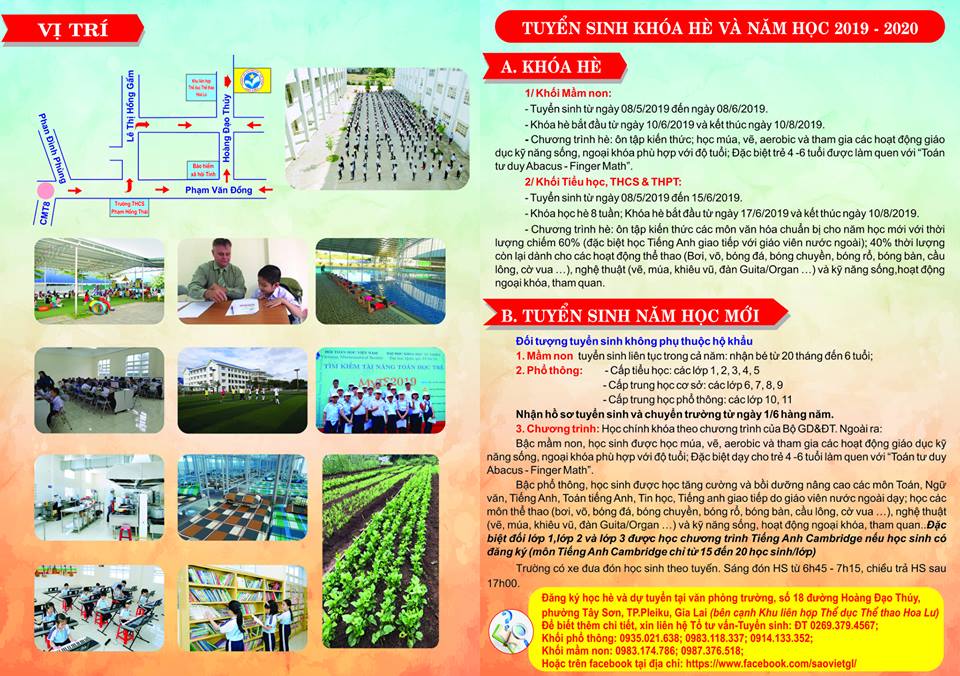 VỊ TRÍ
Khu liên hợp
Thể dục Thể thao
Hoa Lư
Lê Thị Hồng Gấm
Hoàng Đạo Thúy
Phan Đình Phùng
Bảo hiểm
xã hội Tỉnh
Phạm Văn Đồng
CMT8
Trường THCS
Phạm Hồng Thái
HỘI TOÁN HỌC VIỆT NAM
TÌM KIẾM TÀI NĂNG TOÁN HỌC TRẺ
MYTS 2019
TUYỂN SINH KHÓA HÈ VÀ NĂM HỌC 2019 - 2020
A. KHÓA HÈ
1/ Khối Mầm non:
- Tuyển sinh từ ngày 08/5/2019 đến ngày 08/6/2019.
- Khóa hè bắt đầu từ ngày 10/6/2019 và kết thúc ngày 10/8/2019.
- Chương trình hè: ôn tập kiến thức; học múa, vẽ, aerobic và tham gia các hoạt động giáo
dục kỹ năng sống, ngoại khóa phù hợp với độ tuổi; Đặc biệt trẻ 4 -6 tuổi được làm quen với “Toán
tư duy Abacus - Finger Math”.
2/ Khối Tiểu học, THCS & THPT:
- Tuyển sinh từ ngày 08/5/2019 đến 15/6/2019.
- Khóa học hè 8 tuần; Khóa hè bắt đầu từ ngày 17/6/2019 và kết thúc ngày 10/8/2019.
- Chương trình hè: ôn tập kiến thức các môn văn hóa chuẩn bị cho năm học mới với thời
lượng chiếm 60% (đặc biệt học Tiếng Anh giao tiếp với giáo viên nước ngoài); 40% thời lượng
còn lại dành cho các hoạt động thể thao (Bơi, võ, bóng đá, bóng chuyền, bóng rổ, bóng bàn, cầu
lông, cờ vua ...), nghệ thuật (vẽ, múa, khiêu vũ, đàn Guita/Organ ...) và kỹ năng sống,hoạt động
ngoại khóa, tham quan.
B. TUYỂN SINH NĂM HỌC MỚI
Đối tượng tuyển sinh không phụ thuộc hộ khẩu
1. Mầm non tuyển sinh liên tục trong cả năm: nhận bé từ 20 tháng đến 6 tuổi;
2. Phổ thông: - Cấp tiểu học: các lớp 1, 2, 3, 4, 5
- Cấp trung học cơ sở: các lớp 6, 7, 8, 9
- Cấp trung học phổ thông: các lớp 10, 11
Nhận hồ sơ tuyển sinh và chuyển trường từ ngày 1/6 hàng năm.
3. Chương trình: Học chính khóa theo chương trình của Bộ GD&ĐT. Ngoài ra:
Bậc mầm non, học sinh được học múa, vẽ, aerobic và tham gia các hoạt động giáo dục kỹ
năng sống, ngoại khóa phù hợp với độ tuổi; Đặc biệt dạy cho trẻ 4 -6 tuổi làm quen với “Toán tư duy
Abacus - Finger Math”.
Bậc phổ thông, học sinh được học tăng cường và bồi dưỡng nâng cao các môn Toán, Ngữ
văn, Tiếng Anh, Toán tiếng Anh, Tin học, Tiếng anh giao tiếp do giáo viên nước ngoài dạy; học các
môn thể thao (bơi, võ, bóng đá, bóng chuyền, bóng rổ, bóng bàn, cầu lông, cờ vua ...), nghệ thuật
(vẽ, múa, khiêu vũ, đàn Guita/Organ ...) và kỹ năng sống, hoạt động ngoại khóa, tham quan..Đặc
biệt đối lớp 1,lớp 2 và lớp 3 được học chương trình Tiếng Anh Cambridge nếu học sinh có
đăng ký (môn Tiếng Anh Cambridge chỉ từ 15 đến 20 học sinh/lớp)
Trường có xe đưa đón học sinh theo tuyến. Sáng đón HS từ 6h45 - 7h15, chiều trả HS sau
17h00.
Đăng ký học hè và dự tuyển tại văn phòng trường, số 18 đường Hoàng Đạo Thúy,
phường Tây Sơn, TP.Pleiku, Gia Lai (bên cạnh Khu liên hợp Thể dục Thể thao Hoa Lư)
Để biết thêm chi tiết, xin liên hệ Tổ tư vấn-Tuyển sinh: ĐT 0269.379.4567;
Khối phổ thông: 0935.021.638; 0983.118.337; 0914.133.352;
Khối mầm non: 0983.174.786; 0987.376.518;
Hoặc trên facebook tại địa chỉ: https://www.facebook.com/saovietgl/